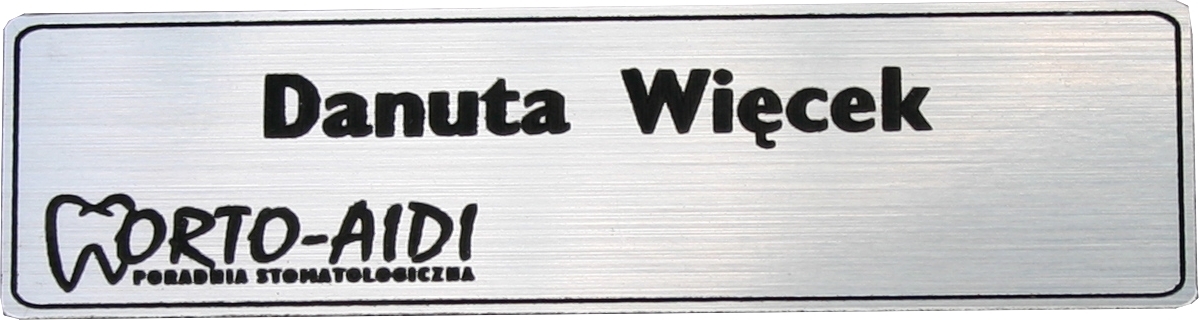 Danuta Więcek
ORTO-AIDI
PORADNIA STOMATOLOGICZNA